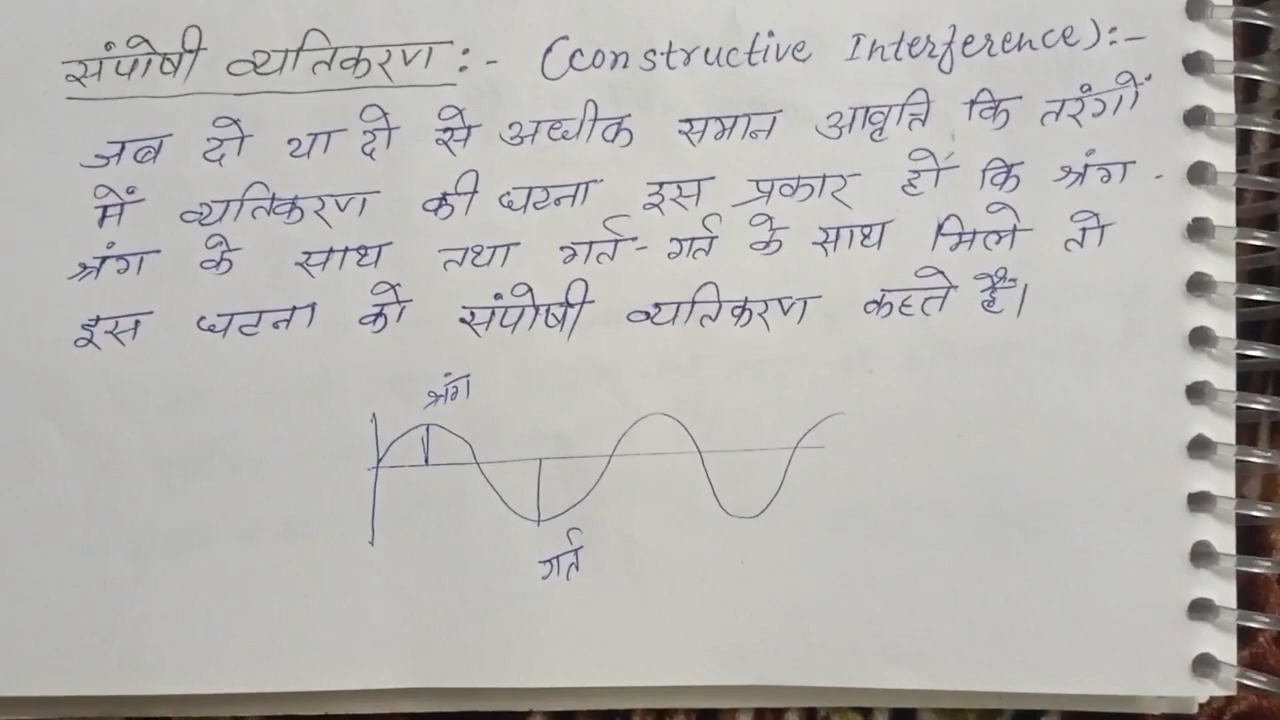 संपोषी व्यतिकरण :- (constructive Interference):-
जब दो या दो से अधीक समान आवृत्ति कि तरंगों
में व्यतिकरण की घटना इस प्रकार हों कि श्रंग -
श्रंग के साथ तथा गर्त-गर्त के साथ मिले तो
इस घटना को संपोषी व्यतिकरण कहते हैं।
श्रंग
गर्त